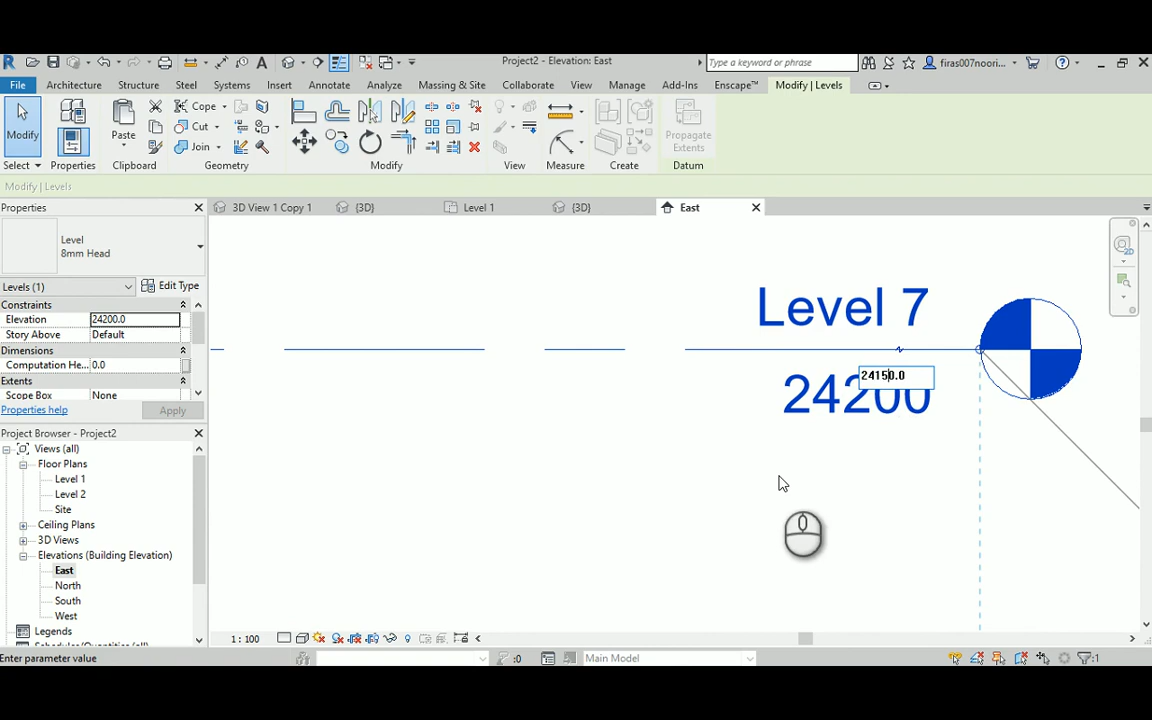 Project2 - Elevation: East
Type a keyword or phrase
firas007noori...
File Architecture Structure Steel Systems Insert Annotate Analyze Massing & Site Collaborate View Manage Add-Ins Enscape™ Modify | Levels
Modify
Paste
Cope
Cut
Join
Propagate
Extents
Select Properties Clipboard Geometry Modify View Measure Create Datum
Modify | Levels
Properties
3D View 1 Copy 1
{3D}
Level 1
{3D}
East
Level
8mm Head
Levels (1)
Edit Type
Constraints
Elevation 24200.0
Story Above Default
Dimensions
Computation He... 0.0
Extents
Scope Box None
Properties help
Apply
Level 7
24150.0
24200
Project Browser - Project2
Views (all)
Floor Plans
Level 1
Level 2
Site
Ceiling Plans
3D Views
Elevations (Building Elevation)
East
North
South
West
Legends
1 : 100
Enter parameter value
:0
Main Model
:1